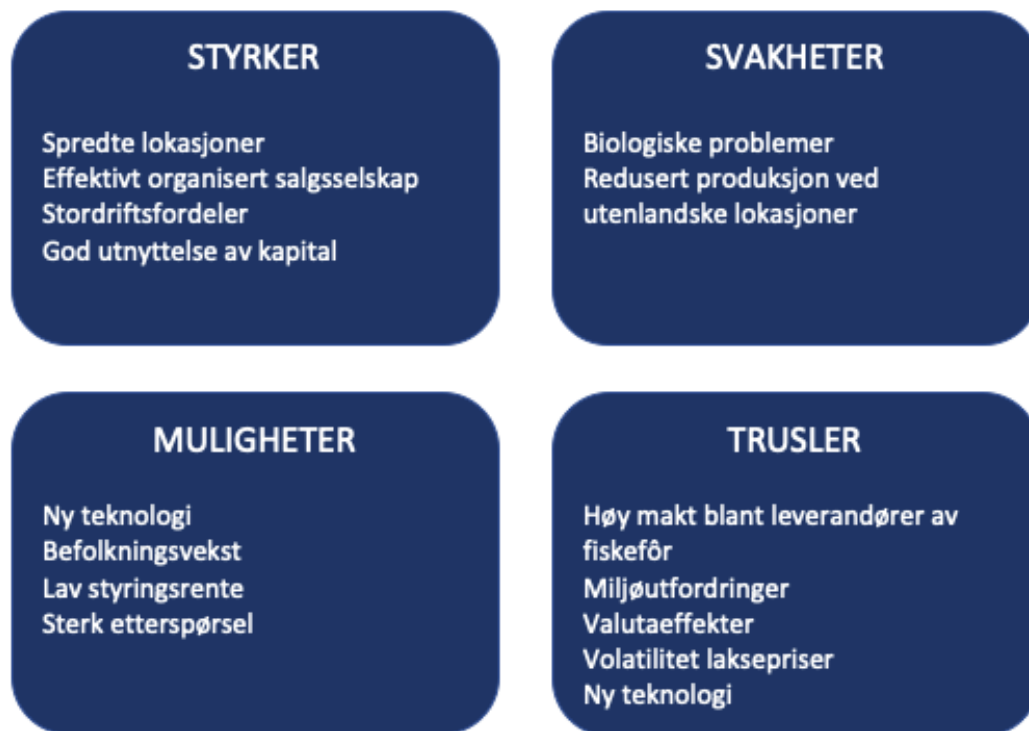 STYRKER
Spredte lokasjoner
Effektivt organisert salgsselskap
Stordriftsfordeler
God utnyttelse av kapital
SVAKHETER
Biologiske problemer
Redusert produksjon ved
utenlandske lokasjoner
MULIGHETER
Ny teknologi
Befolkningsvekst
Lav styringsrente
Sterk etterspørsel
TRUSLER
Høy makt blant leverandører av
fiskefôr
Miljøutfordringer
Valutaeffekter
Volatilitet laksepriser
Ny teknologi